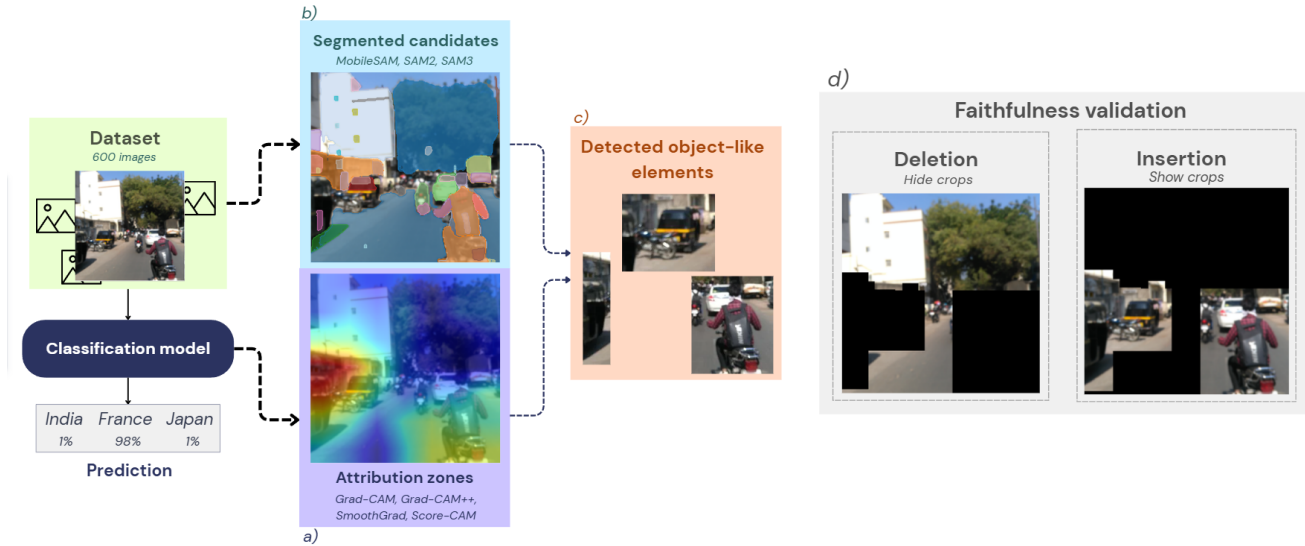 b)
Segmented candidates
MobileSAM, SAM2, SAM3
Dataset
600 images
Classification model
India France Japan
1% 98% 1%
Prediction
Attribution zones
Grad-CAM, Grad-CAM++,
SmoothGrad, Score-CAM
a)
c)
Detected object-like
elements
d)
Faithfulness validation
Deletion
Hide crops
Insertion
Show crops